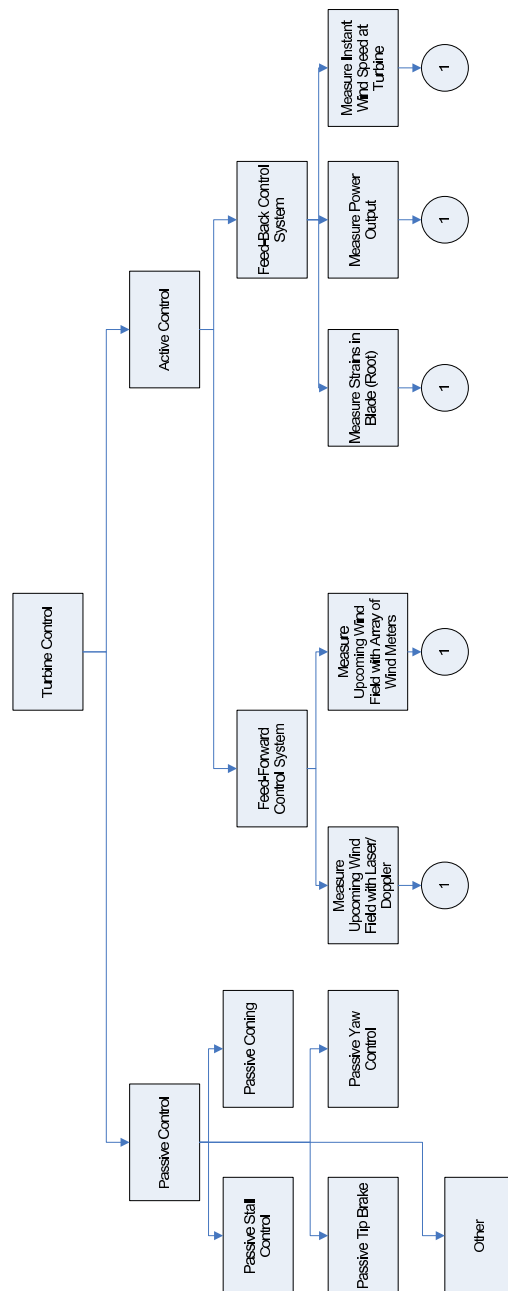 Turbine Control
Passive Control
Active Control
Passive Stall
Control
Passive Coning
Feed-Forward
Control System
Feed-Back Control
System
Passive Tip Brake
Passive Yaw
Control
Measure
Upcoming Wind
Field with Laser/
Doppler
Measure
Upcoming Wind
Field with Array of
Wind Meters
Measure Strains in
Blade (Root)
Measure Power
Output
Measure Instant
Wind Speed at
Turbine
Other
1
1
1
1
1